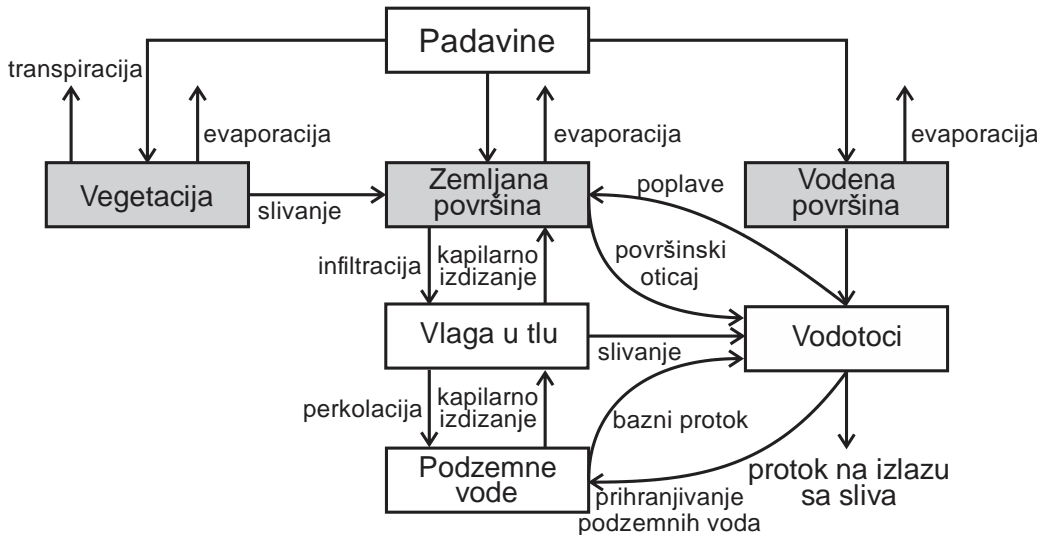 Padavine
transpiracija
evaporacija
evaporacija
evaporacija
Vegetacija
slivanje
Zemljana
površina
poplave
Vodena
površina
infiltracija
kapilarno
izdizanje
površinski
oticaj
Vlaga u tlu
slivanje
Vodotoci
perkolacija
kapilarno
izdizanje
bazni protok
Podzemne
vode
prihranjivanje
podzemnih voda
protok na izlazu
sa sliva